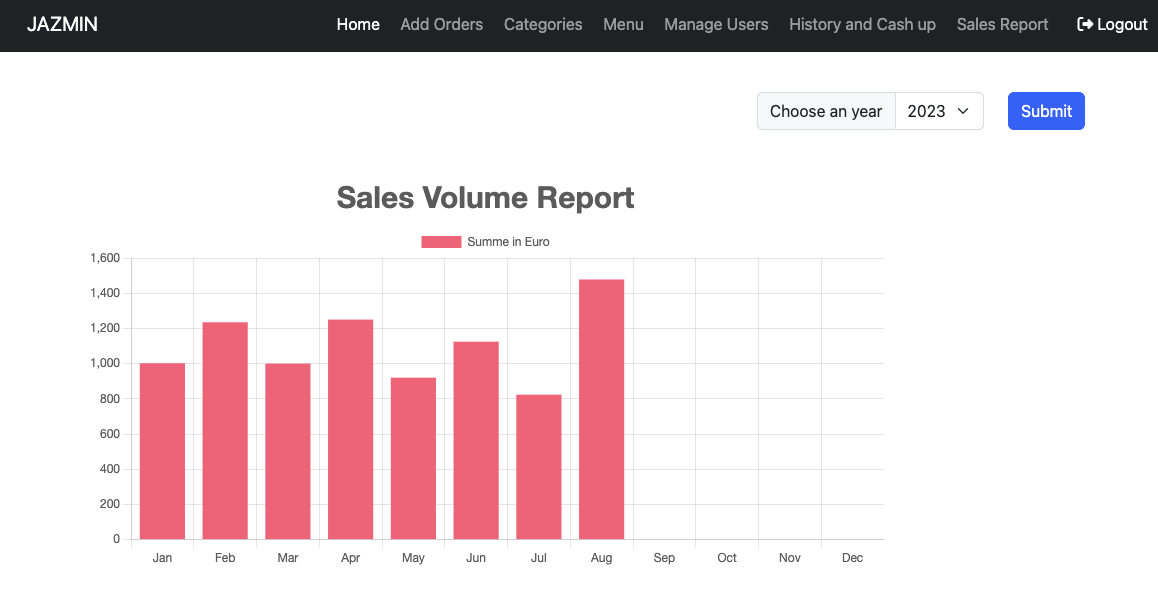 JAZMIN Home Add Orders Categories Menu Manage Users History and Cash up Sales Report Logout
Choose an year 2023 Submit
Sales Volume Report
Summe in Euro
1,600
1,400
1,200
1,000
800
600
400
200
0
Jan Feb Mar Apr May Jun Jul Aug Sep Oct Nov Dec